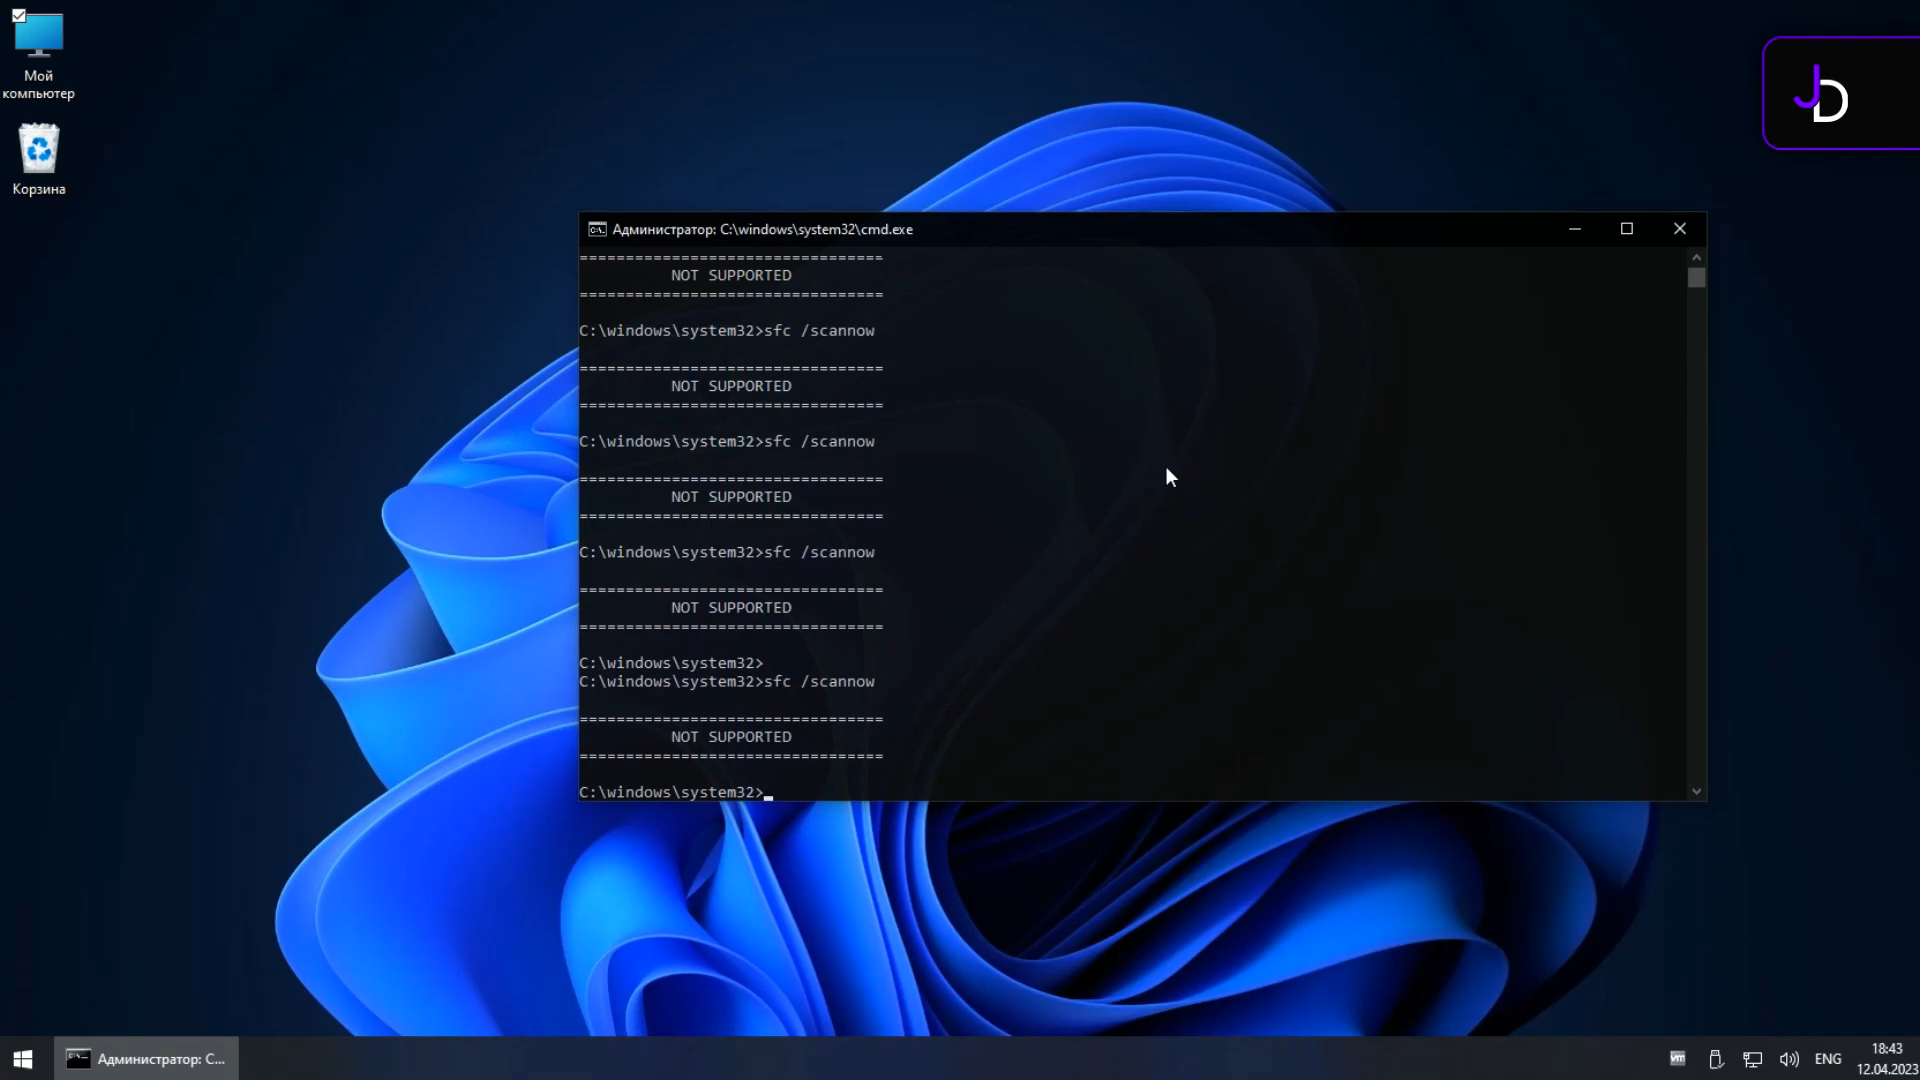 Мой
компьютер
Корзина
JD
Администратор: C:\windows\system32\cmd.exe
=================================
NOT SUPPORTED
=================================
C:\windows\system32>sfc /scannow
=================================
NOT SUPPORTED
=================================
C:\windows\system32>sfc /scannow
=================================
NOT SUPPORTED
=================================
C:\windows\system32>sfc /scannow
=================================
NOT SUPPORTED
=================================
C:\windows\system32>
C:\windows\system32>sfc /scannow
=================================
NOT SUPPORTED
=================================
C:\windows\system32>
Администратор: C...
vm
ENG
18:43
12.04.2023